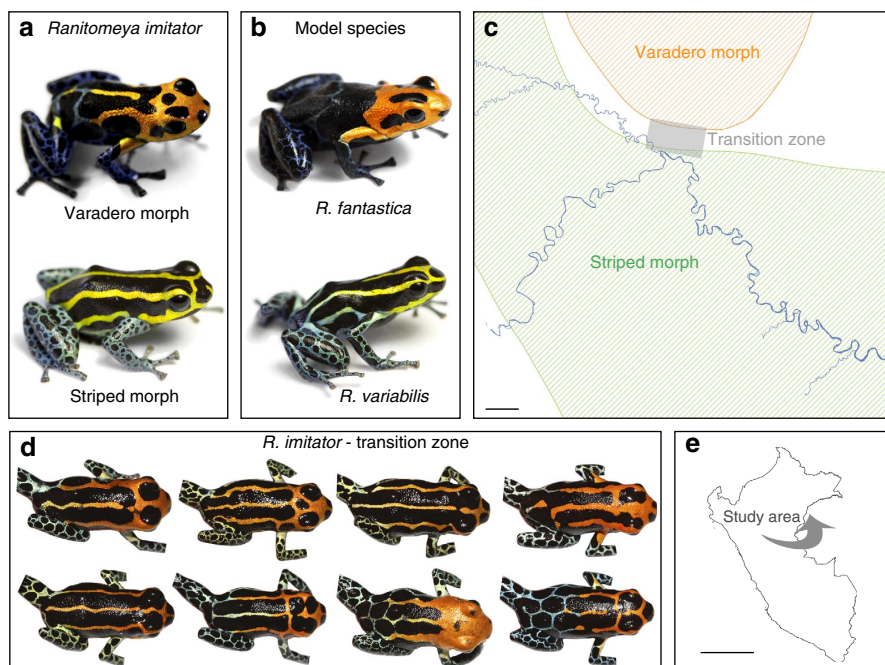 a
Ranitomeya imitator
Varadero morph
Striped morph
b
Model species
R. fantastica
R. variabilis
c
Varadero morph
Transition zone
Striped morph
d
R. imitator - transition zone
e
Study area